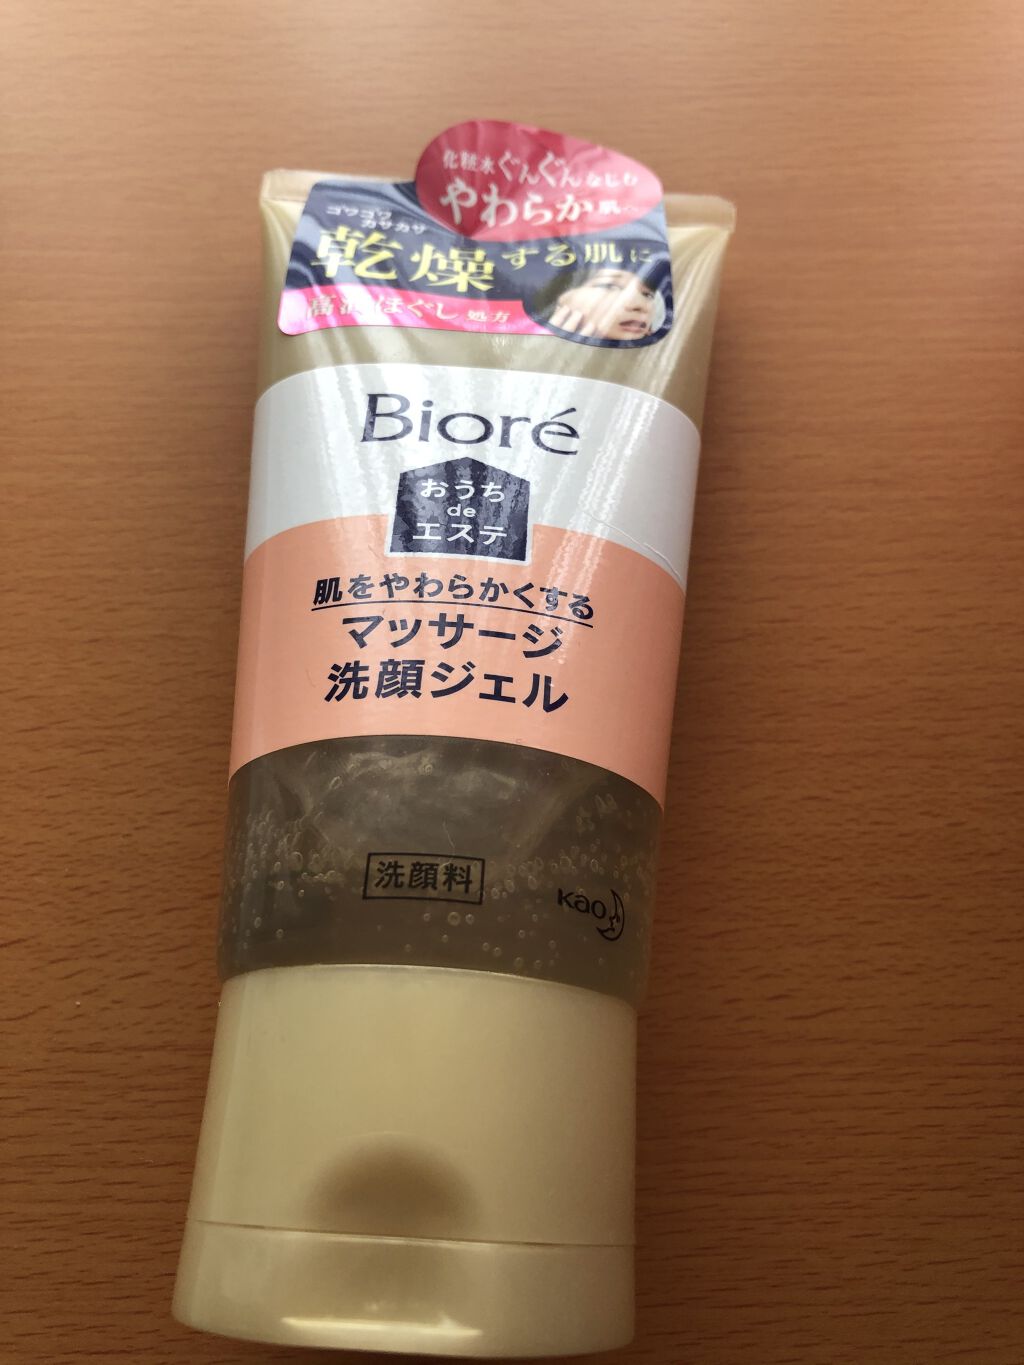 化粧水ぐんぐんなじむ
やわらか肌へ
ゴワゴワ
カサカサ
乾燥する肌に
高液ほぐし処方
Bioré
おうち
de
エステ
肌をやわらかくする
マッサージ
洗顔ジェル
洗顔料
Kao